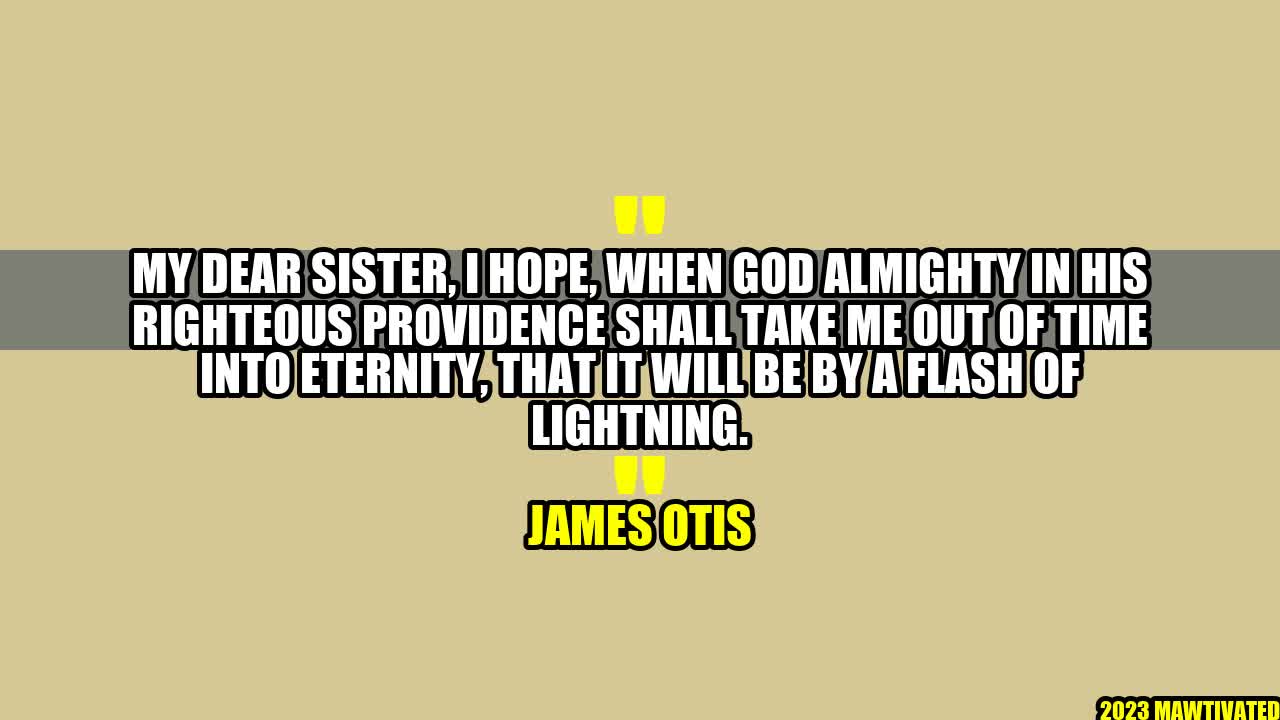 "
MY DEAR SISTER, I HOPE, WHEN GOD ALMIGHTY IN HIS
RIGHTEOUS PROVIDENCE SHALL TAKE ME OUT OF TIME
INTO ETERNITY, THAT IT WILL BE BY A FLASH OF
LIGHTNING.
"
JAMES OTIS
2023 MAWTIVATED